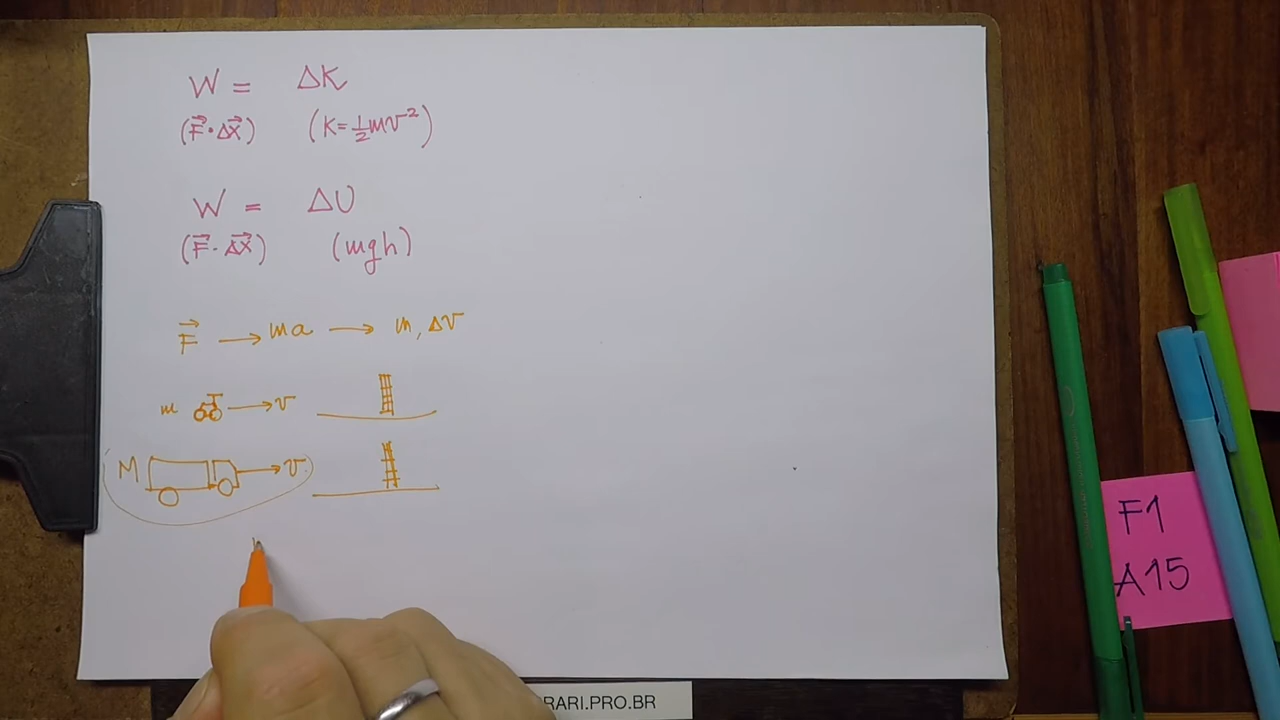 W = ΔK
(F⃗·Δx⃗) (K=½mv²)
W = ΔU
(F⃗·Δx⃗) (mgh)
F⃗ → ma → m, Δv
m → v
M → v
F1
A15
RARI.PRO.BR